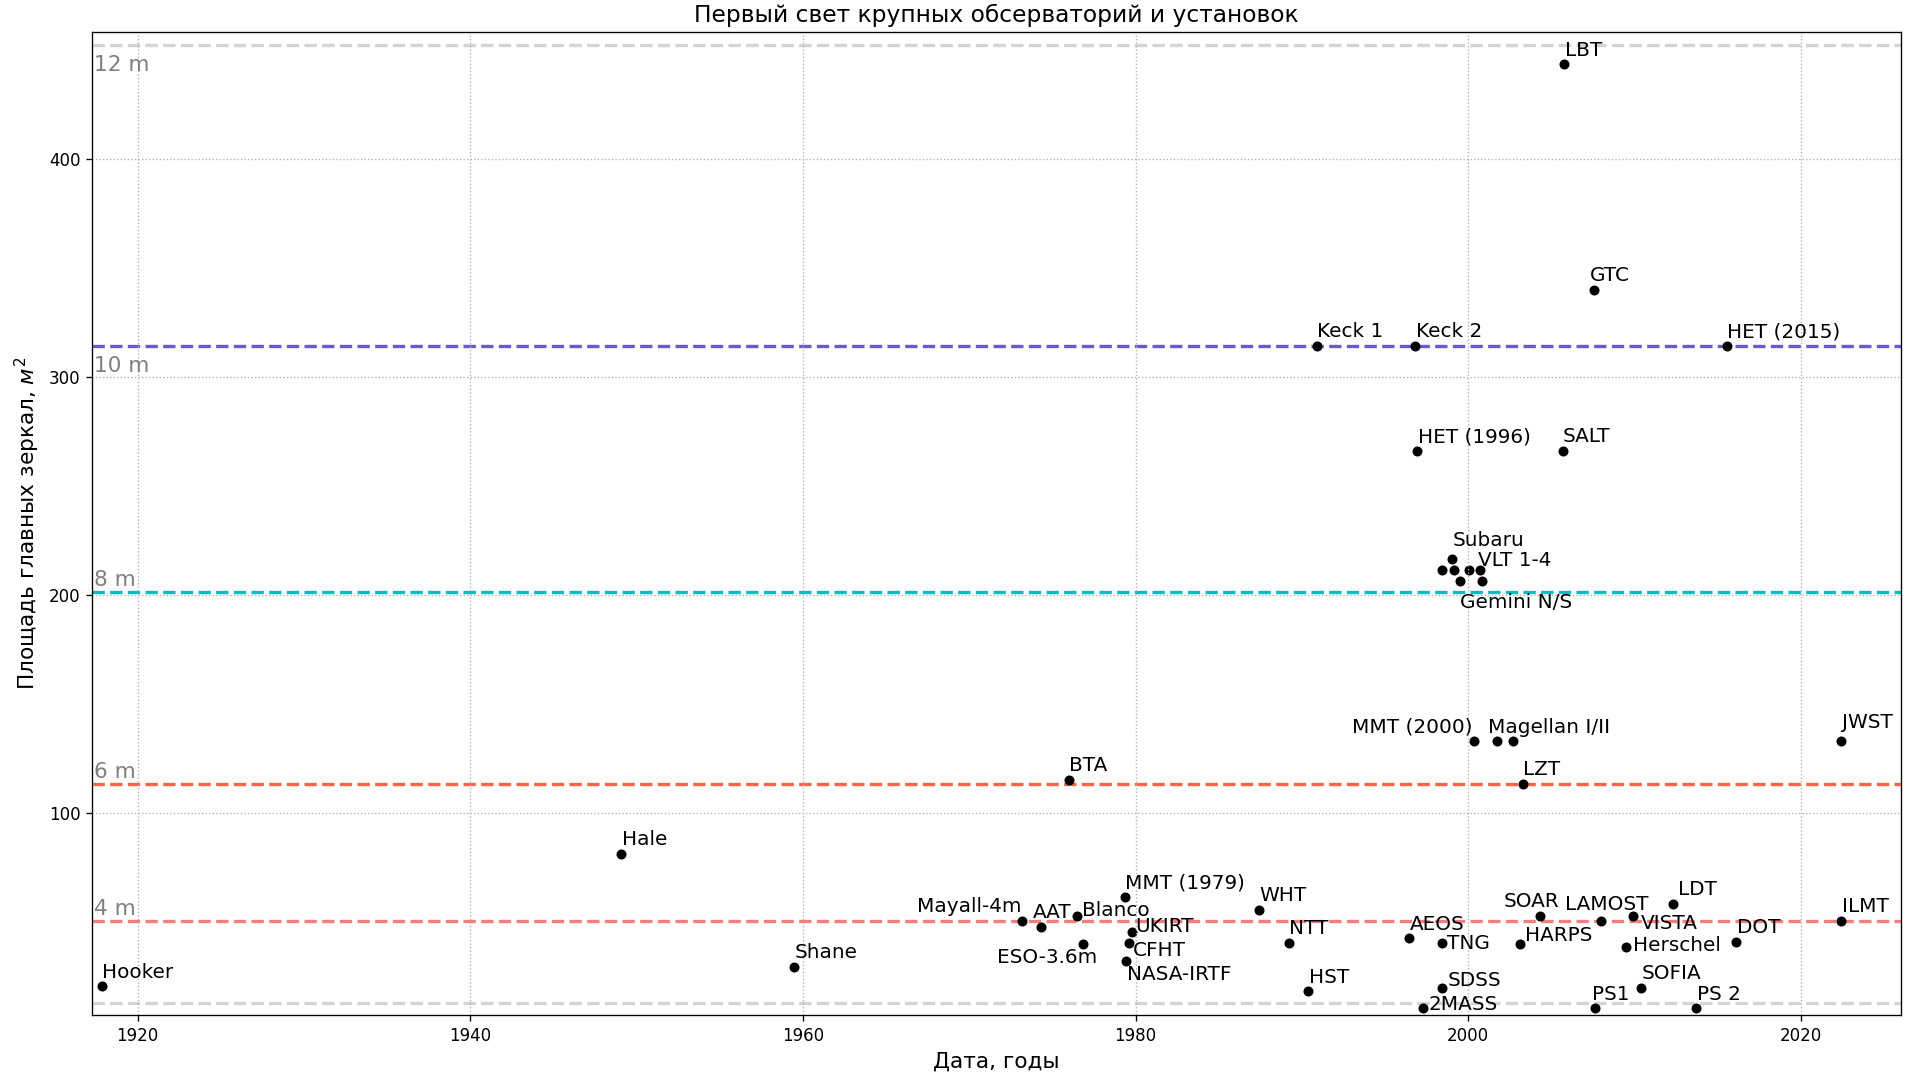 Первый свет крупных обсерваторий и установок
Площадь главных зеркал, м²
400
300
200
100
12 m
10 m
8 m
6 m
4 m
LBT
GTC
Keck 1
Keck 2
HET (2015)
HET (1996)
SALT
Subaru
VLT 1-4
Gemini N/S
MMT (2000)
Magellan I/II
JWST
BTA
LZT
Hale
MMT (1979)
WHT
LDT
Mayall-4m
AAT
Blanco
SOAR
LAMOST
ILMT
UKIRT
NTT
AEOS
VISTA
DOT
ESO-3.6m
CFHT
TNG
HARPS
Herschel
Shane
NASA-IRTF
Hooker
HST
SDSS
SOFIA
2MASS
PS1
PS 2
1920
1940
1960
1980
2000
2020
Дата, годы